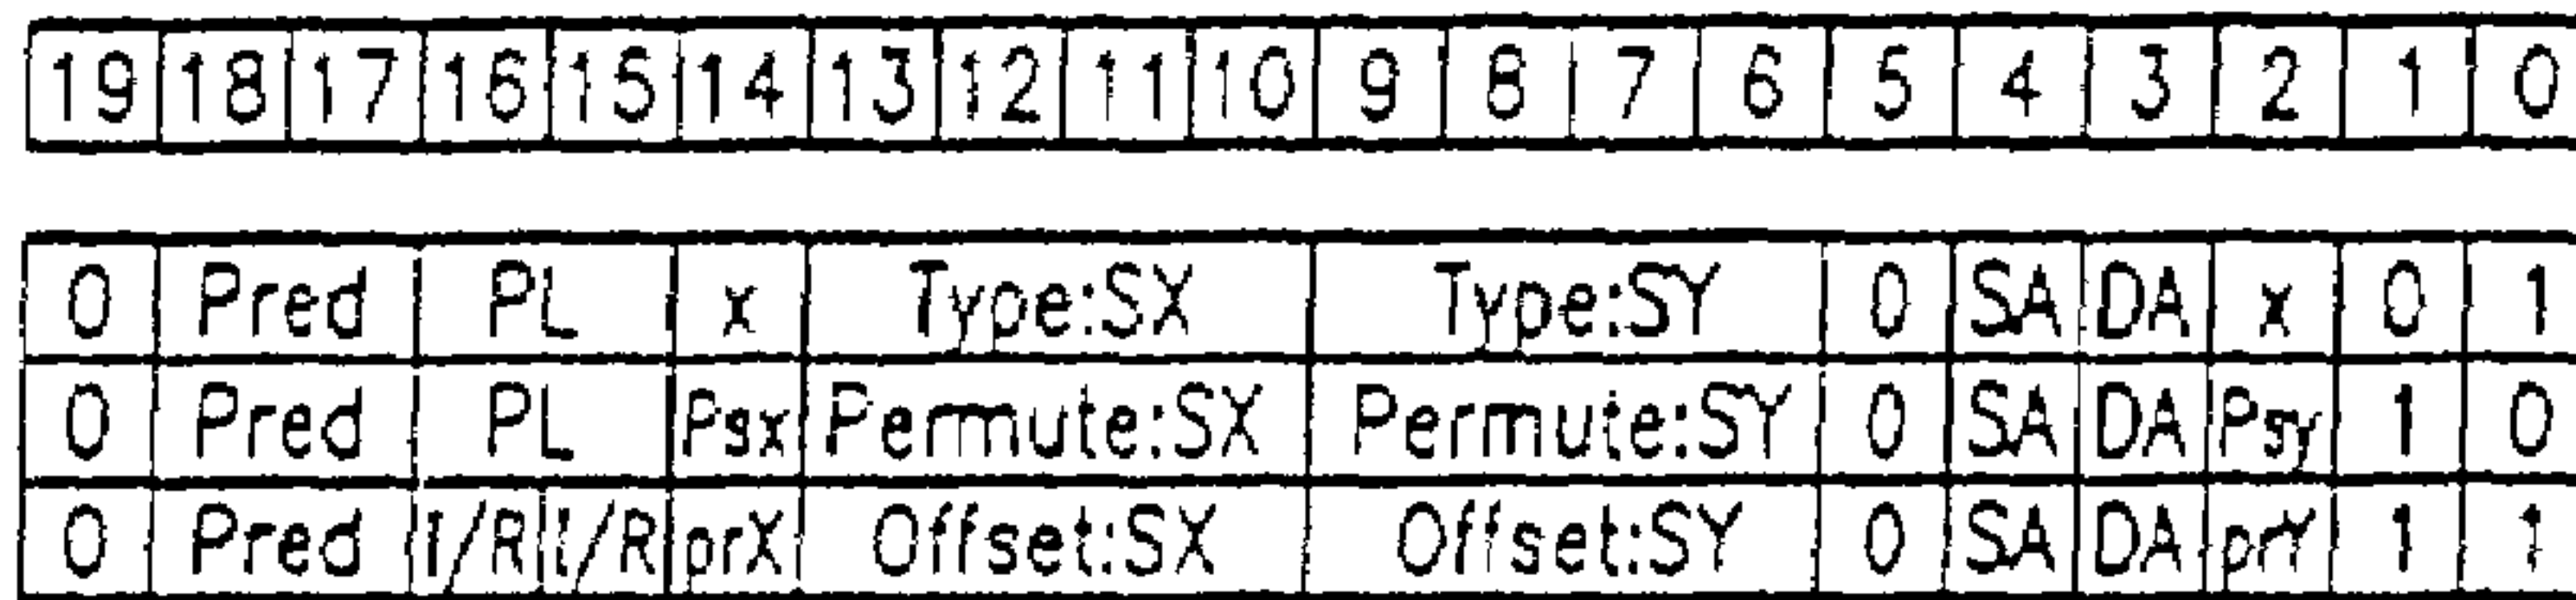 19 18 17 16 15 14 13 12 11 10 9 8 7 6 5 4 3 2 1 0
0 Pred PL x Type:SX Type:SY 0 SA DA x 0 1
0 Pred PL Psx Permute:SX Permute:SY 0 SA DA Psy 1 0
0 Pred I/R I/R prX Offset:SX Offset:SY 0 SA DA prY 1 1